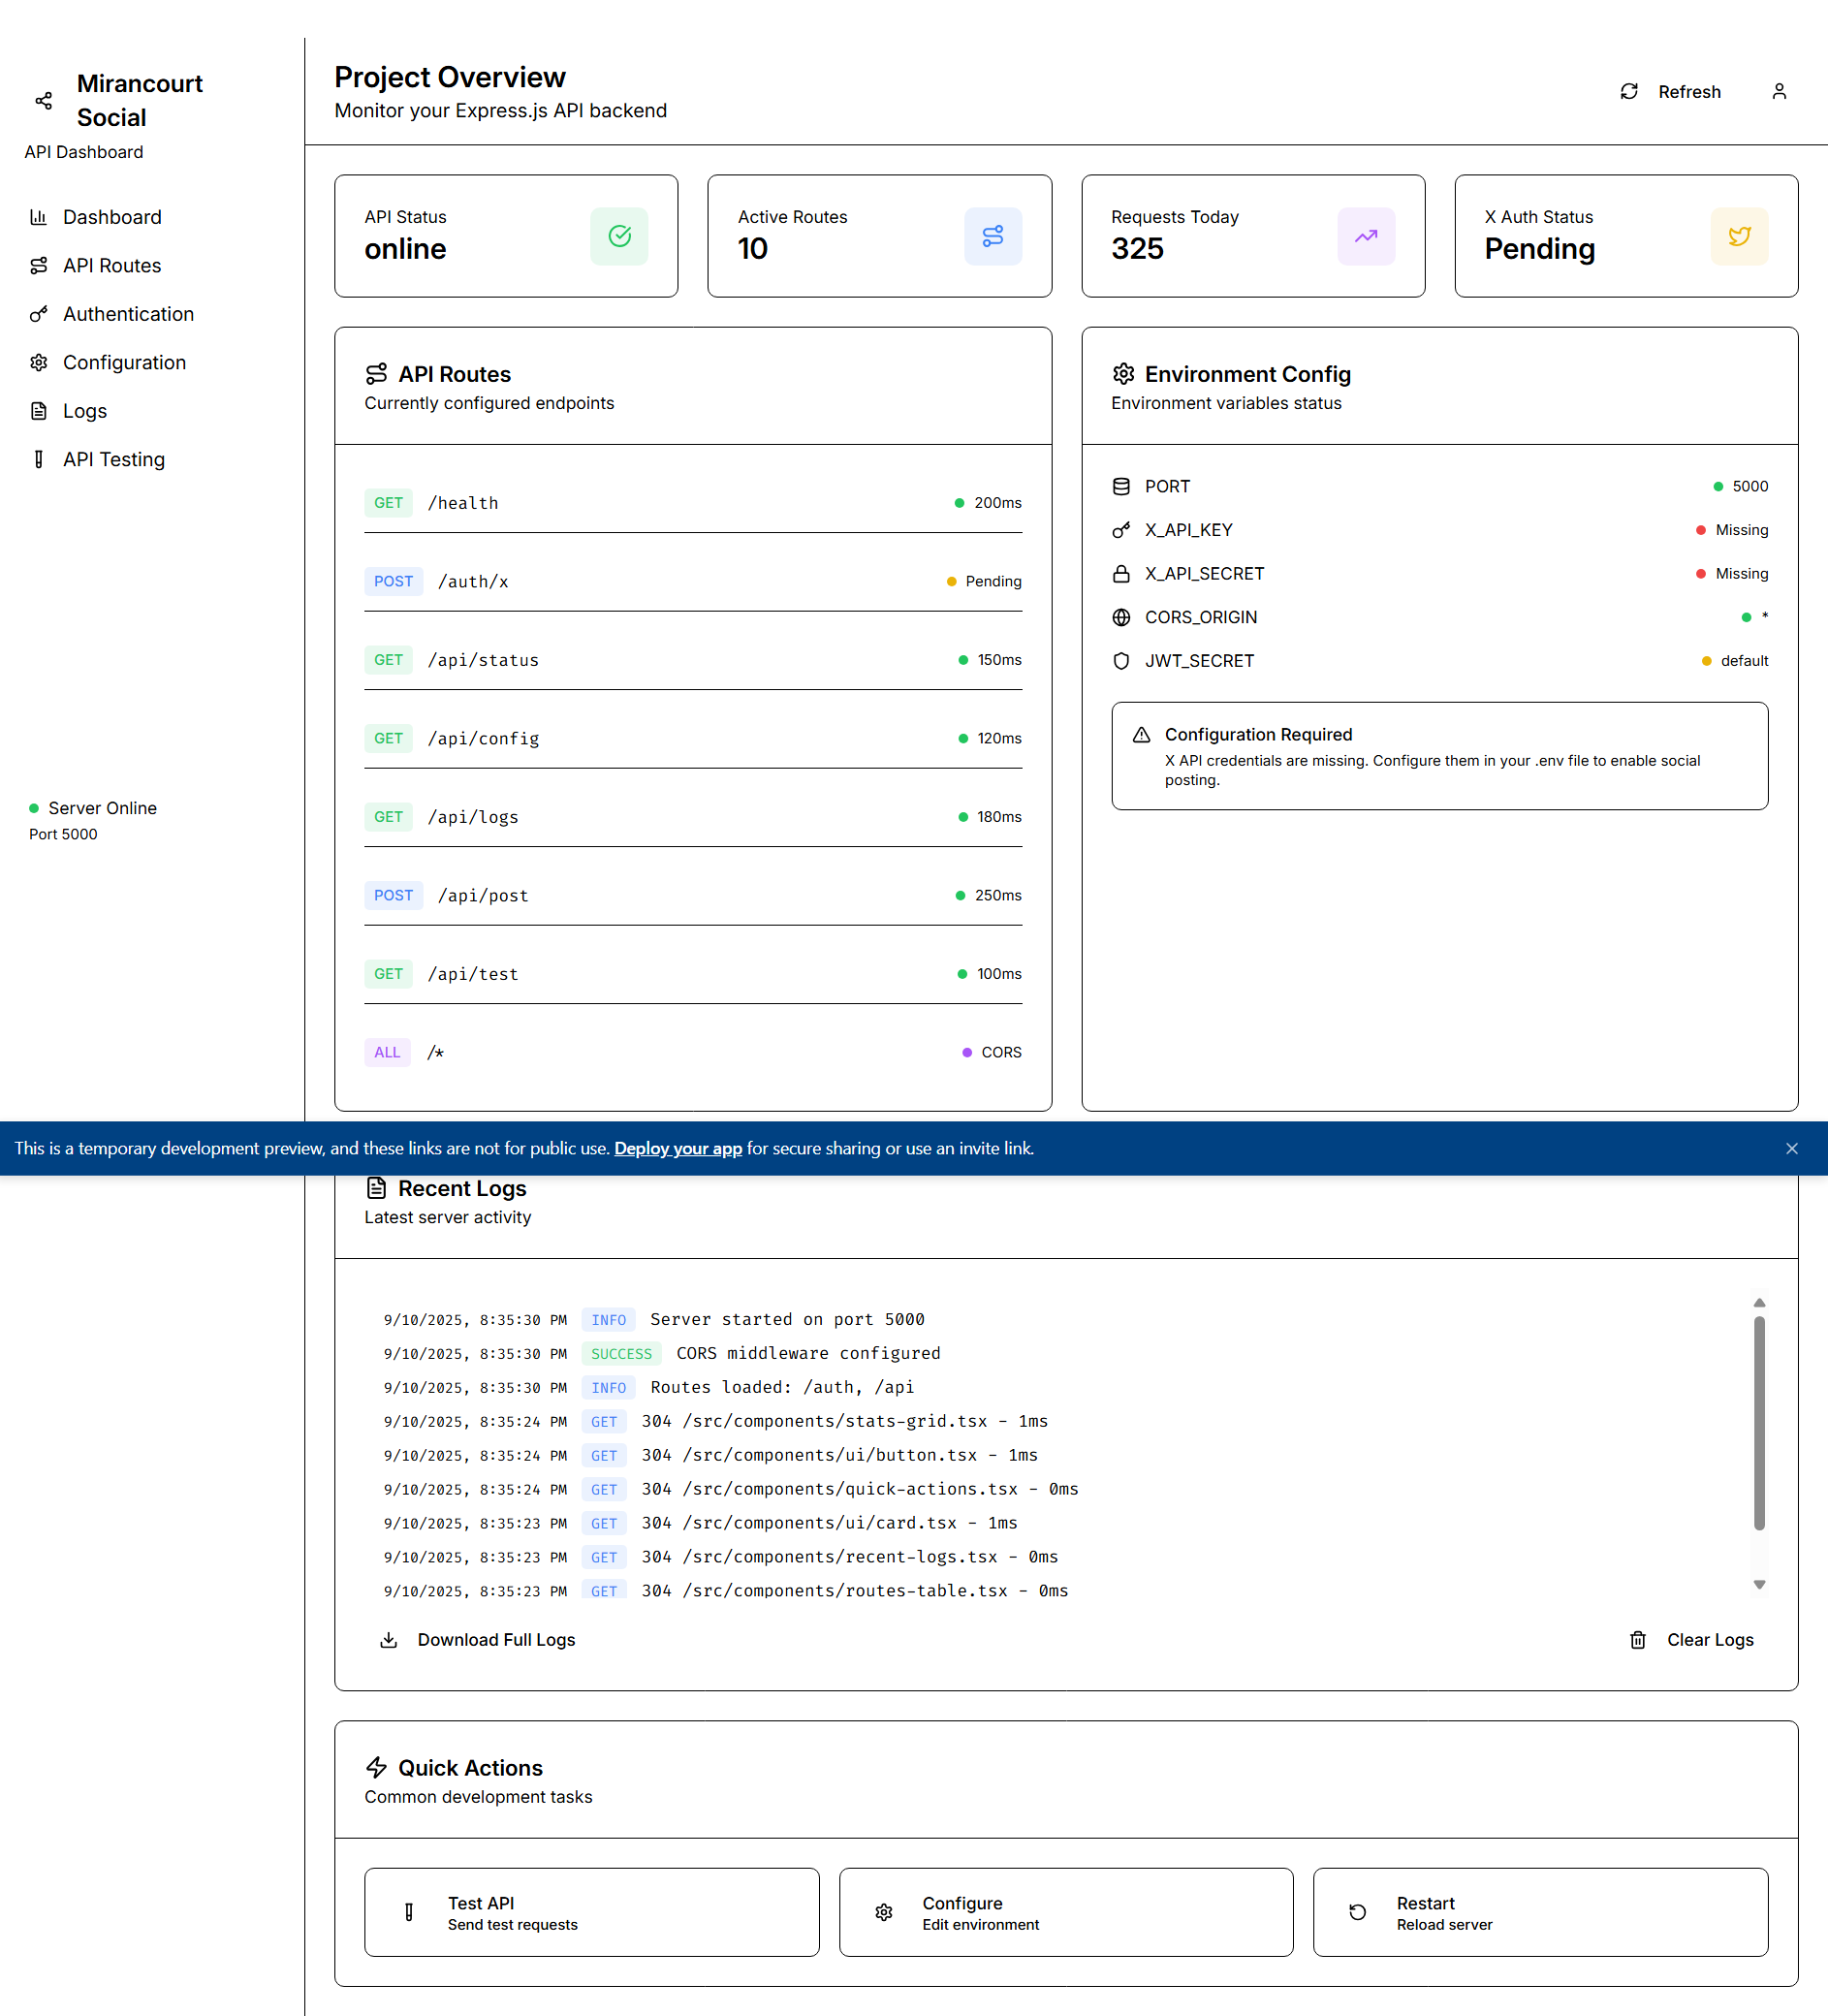 Mirancourt
Social
API Dashboard
Dashboard
API Routes
Authentication
Configuration
Logs
API Testing
Server Online
Port 5000
Project Overview
Monitor your Express.js API backend
Refresh
API Status
online
Active Routes
10
Requests Today
325
X Auth Status
Pending
API Routes
Currently configured endpoints
GET /health 200ms
POST /auth/x Pending
GET /api/status 150ms
GET /api/config 120ms
GET /api/logs 180ms
POST /api/post 250ms
GET /api/test 100ms
ALL /* CORS
Environment Config
Environment variables status
PORT 5000
X_API_KEY Missing
X_API_SECRET Missing
CORS_ORIGIN *
JWT_SECRET default
Configuration Required
X API credentials are missing. Configure them in your .env file to enable social
posting.
This is a temporary development preview, and these links are not for public use. Deploy your app for secure sharing or use an invite link.
Recent Logs
Latest server activity
9/10/2025, 8:35:30 PM INFO Server started on port 5000
9/10/2025, 8:35:30 PM SUCCESS CORS middleware configured
9/10/2025, 8:35:30 PM INFO Routes loaded: /auth, /api
9/10/2025, 8:35:24 PM GET 304 /src/components/stats-grid.tsx - 1ms
9/10/2025, 8:35:24 PM GET 304 /src/components/ui/button.tsx - 1ms
9/10/2025, 8:35:24 PM GET 304 /src/components/quick-actions.tsx - 0ms
9/10/2025, 8:35:23 PM GET 304 /src/components/ui/card.tsx - 1ms
9/10/2025, 8:35:23 PM GET 304 /src/components/recent-logs.tsx - 0ms
9/10/2025, 8:35:23 PM GET 304 /src/components/routes-table.tsx - 0ms
Download Full Logs
Clear Logs
Quick Actions
Common development tasks
Test API
Send test requests
Configure
Edit environment
Restart
Reload server